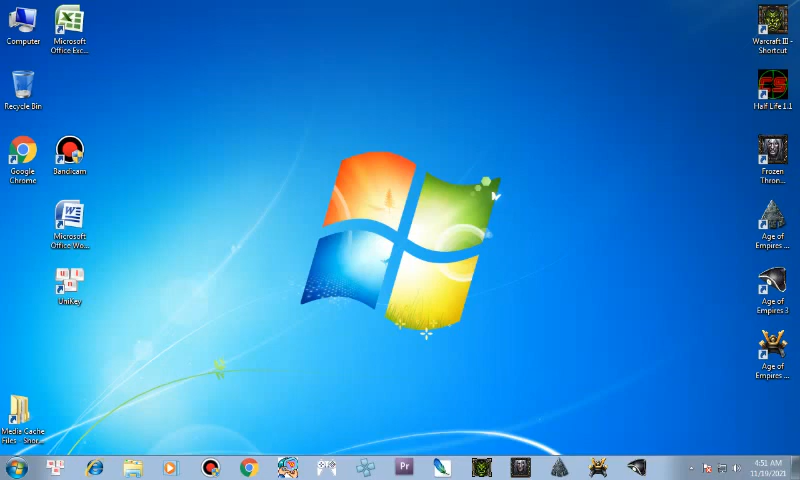 Computer
Microsoft
Office Exc...
Recycle Bin
Google
Chrome
Bandicam
W
Microsoft
Office Wo...
UniKey
Media Cache
Files - Shor...
Warcraft III -
Shortcut
CS
Half Life 1.1
Frozen
Thron...
Age of
Empires ...
Age of
Empires 3
Age of
Empires ...
Pr
4:51 AM
11/19/2021